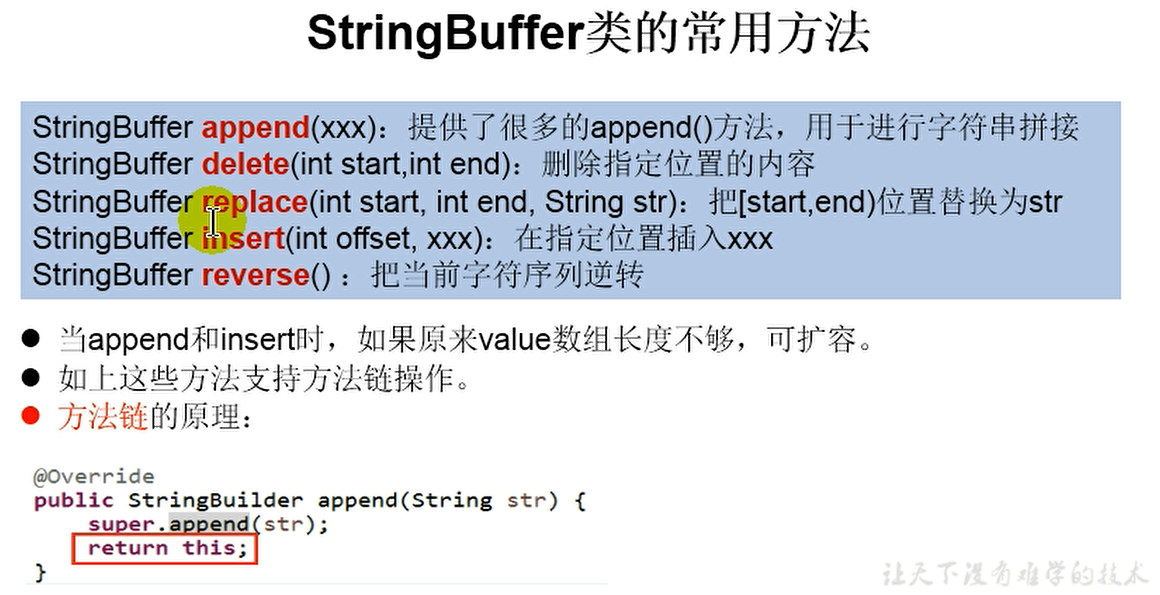 StringBuffer类的常用方法
StringBuffer append(xxx)：提供了很多的append()方法，用于进行字符串拼接
StringBuffer delete(int start,int end)：删除指定位置的内容
StringBuffer replace(int start, int end, String str)：把[start,end)位置替换为str
StringBuffer insert(int offset, xxx)：在指定位置插入xxx
StringBuffer reverse() ：把当前字符序列逆转
当append和insert时，如果原来value数组长度不够，可扩容。
如上这些方法支持方法链操作。
方法链的原理：
@Override
public StringBuilder append(String str) {
super.append(str);
return this;
}
让天下没有难学的技术